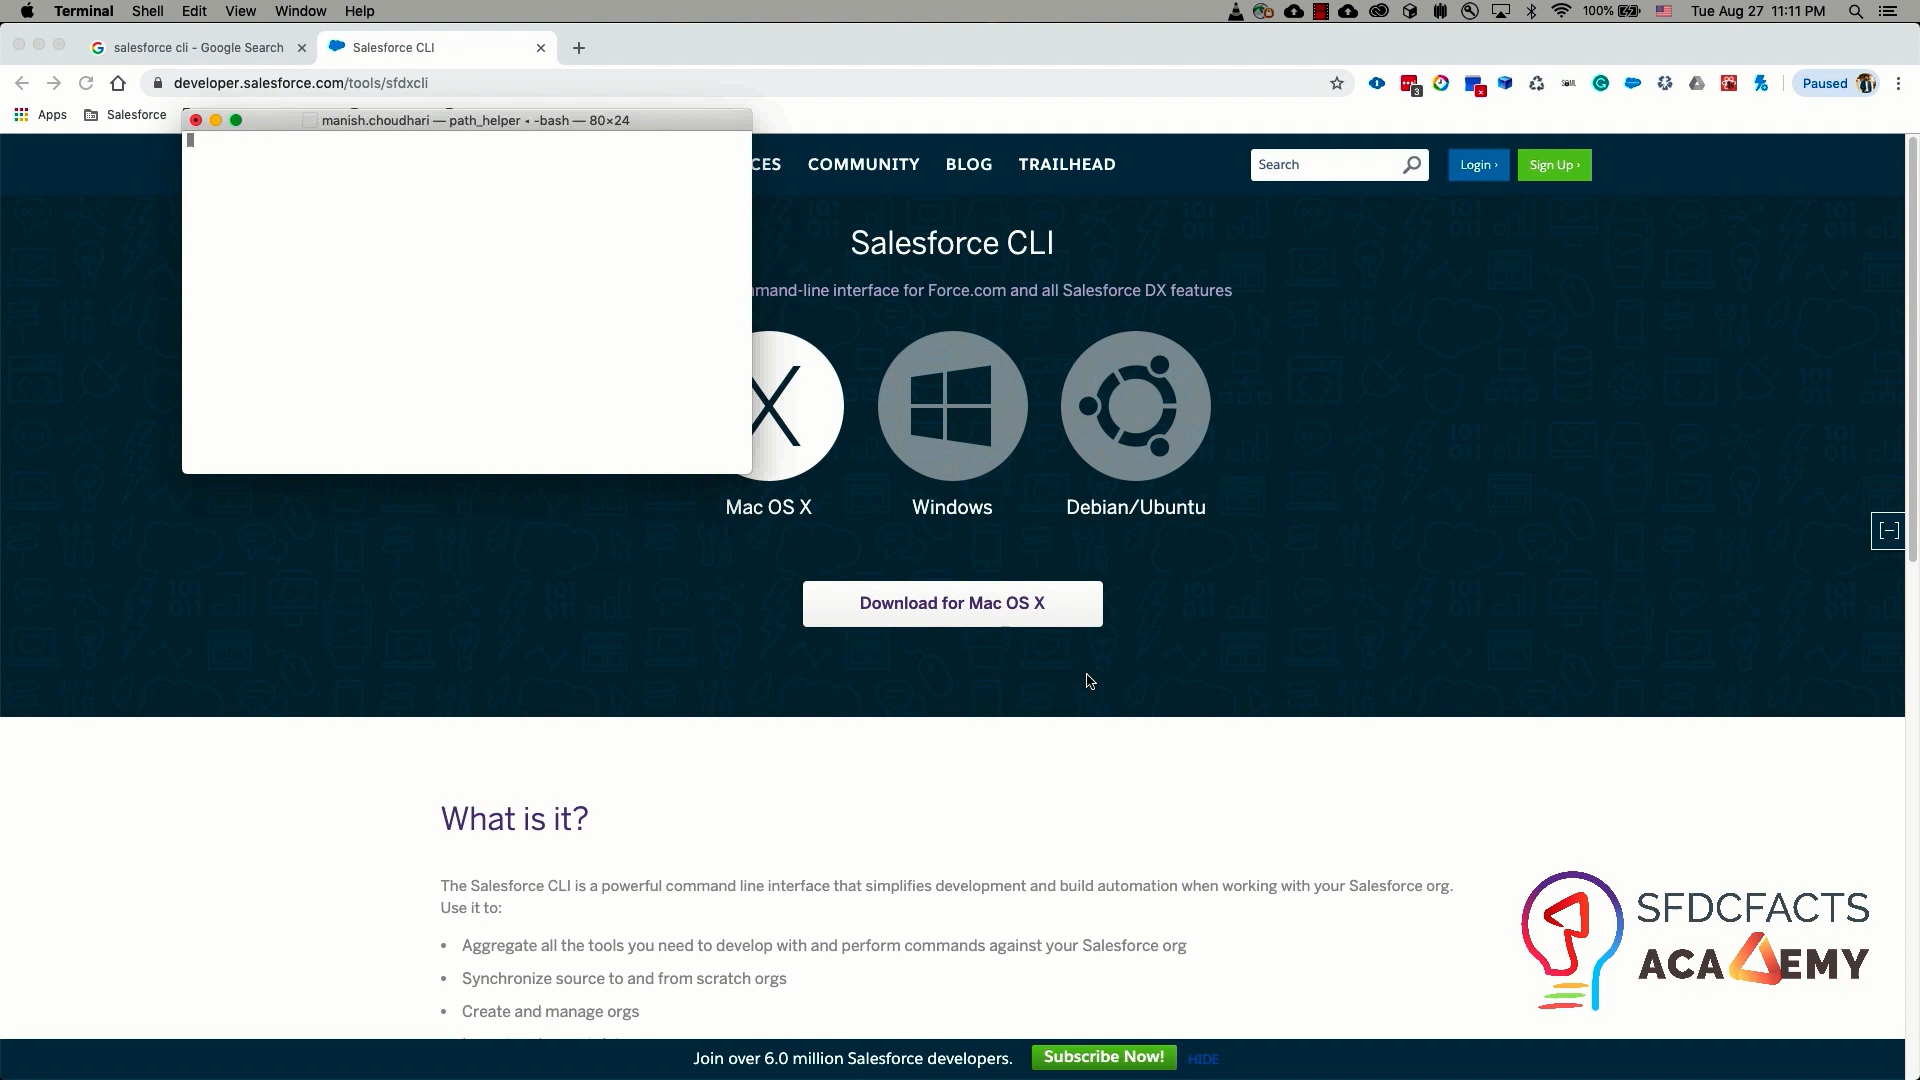 Terminal Shell Edit View Window Help
100% Tue Aug 27 11:11 PM
salesforce cli - Google Search
Salesforce CLI
developer.salesforce.com/tools/sfdxcli
3
Paused
Apps
Salesforce
manish.choudhari — path_helper ◂ -bash — 80×24
CES COMMUNITY BLOG TRAILHEAD
Search
Login ›
Sign Up ›
Salesforce CLI
mmand-line interface for Force.com and all Salesforce DX features
X
Mac OS X
Windows
Debian/Ubuntu
[−]
Download for Mac OS X
What is it?
The Salesforce CLI is a powerful command line interface that simplifies development and build automation when working with your Salesforce org.
Use it to:
• Aggregate all the tools you need to develop with and perform commands against your Salesforce org
• Synchronize source to and from scratch orgs
• Create and manage orgs
SFDCFACTS
ACADEMY
Join over 6.0 million Salesforce developers.
Subscribe Now!
HIDE